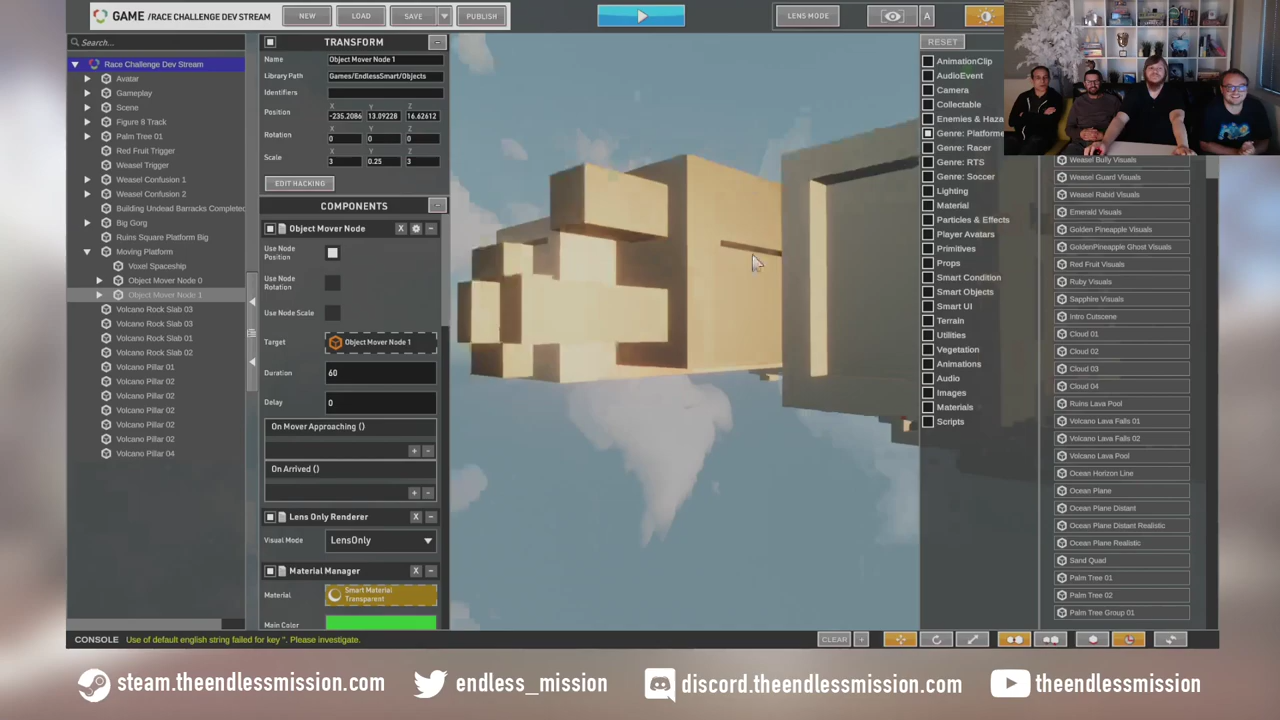 GAME /RACE CHALLENGE DEV STREAM
NEW
LOAD
SAVE
PUBLISH
LENS MODE
A
Search...
Race Challenge Dev Stream
Avatar
Gameplay
Scene
Figure 8 Track
Palm Tree 01
Red Fruit Trigger
Weasel Trigger
Weasel Confusion 1
Weasel Confusion 2
Building Undead Barracks Completed
Big Gorg
Ruins Square Platform Big
Moving Platform
Voxel Spaceship
Object Mover Node 0
Object Mover Node 1
Volcano Rock Slab 03
Volcano Rock Slab 03
Volcano Rock Slab 01
Volcano Rock Slab 02
Volcano Pillar 01
Volcano Pillar 02
Volcano Pillar 02
Volcano Pillar 02
Volcano Pillar 02
Volcano Pillar 02
Volcano Pillar 04
TRANSFORM
Name
Object Mover Node 1
Library Path
Games/EndlessSmart/Objects
Identifiers
X Y Z
Position
-235.2086 13.09228 16.62612
X Y Z
Rotation
0 0 0
X Y Z
Scale
3 0.25 3
EDIT HACKING
COMPONENTS
Object Mover Node X
Use Node Position
Use Node Rotation
Use Node Scale
Target
Object Mover Node 1
Duration
60
Delay
0
On Mover Approaching ()
+ -
On Arrived ()
+ -
Lens Only Renderer X
Visual Mode
LensOnly
Material Manager X
Material
Smart Material
Transparent
Main Color
RESET
AnimationClip
AudioEvent
Camera
Collectable
Enemies & Haza
Genre: Platforme
Genre: Racer
Genre: RTS
Genre: Soccer
Lighting
Material
Particles & Effects
Player Avatars
Primitives
Props
Smart Condition
Smart Objects
Smart UI
Terrain
Utilities
Vegetation
Animations
Audio
Images
Materials
Scripts
Weasel Bully Visuals
Weasel Guard Visuals
Weasel Rabid Visuals
Emerald Visuals
Golden Pineapple Visuals
GoldenPineapple Ghost Visuals
Red Fruit Visuals
Ruby Visuals
Sapphire Visuals
Intro Cutscene
Cloud 01
Cloud 02
Cloud 03
Cloud 04
Ruins Lava Pool
Volcano Lava Falls 01
Volcano Lava Falls 02
Volcano Lava Pool
Ocean Horizon Line
Ocean Plane
Ocean Plane Distant
Ocean Plane Distant Realistic
Ocean Plane Realistic
Sand Quad
Palm Tree 01
Palm Tree 02
Palm Tree Group 01
CONSOLE Use of default english string failed for key ''. Please investigate.
CLEAR +
steam.theendlessmission.com
endless_mission
discord.theendlessmission.com
theendlessmission